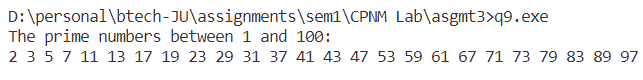 D:\personal\btech-JU\assignments\sem1\CPNM Lab\asgmt3>q9.exe
The prime numbers between 1 and 100:
2 3 5 7 11 13 17 19 23 29 31 37 41 43 47 53 59 61 67 71 73 79 83 89 97